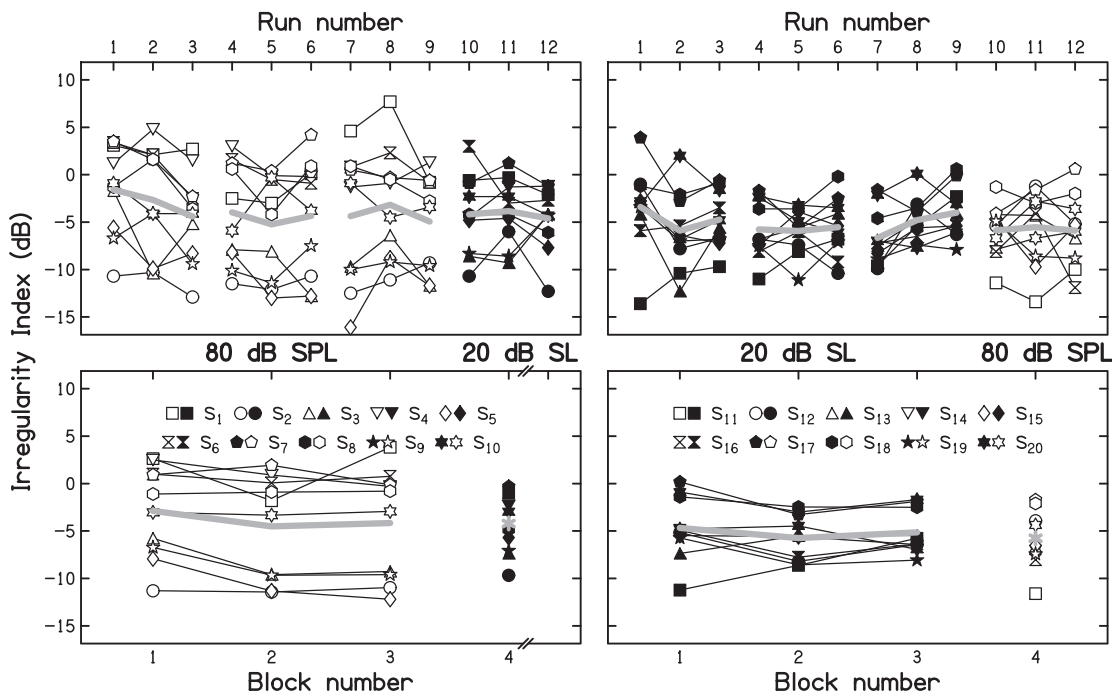 Run number
1 2 3 4 5 6 7 8 9 10 11 12
Run number
1 2 3 4 5 6 7 8 9 10 11 12
10
5
0
−5
−10
−15
Irregularity Index (dB)
80 dB SPL 20 dB SL
20 dB SL 80 dB SPL
10
5
0
−5
−10
−15
S1 S2 S3 S4 S5
S6 S7 S8 S9 S10
S11 S12 S13 S14 S15
S16 S17 S18 S19 S20
1 2 3 4
Block number
1 2 3 4
Block number